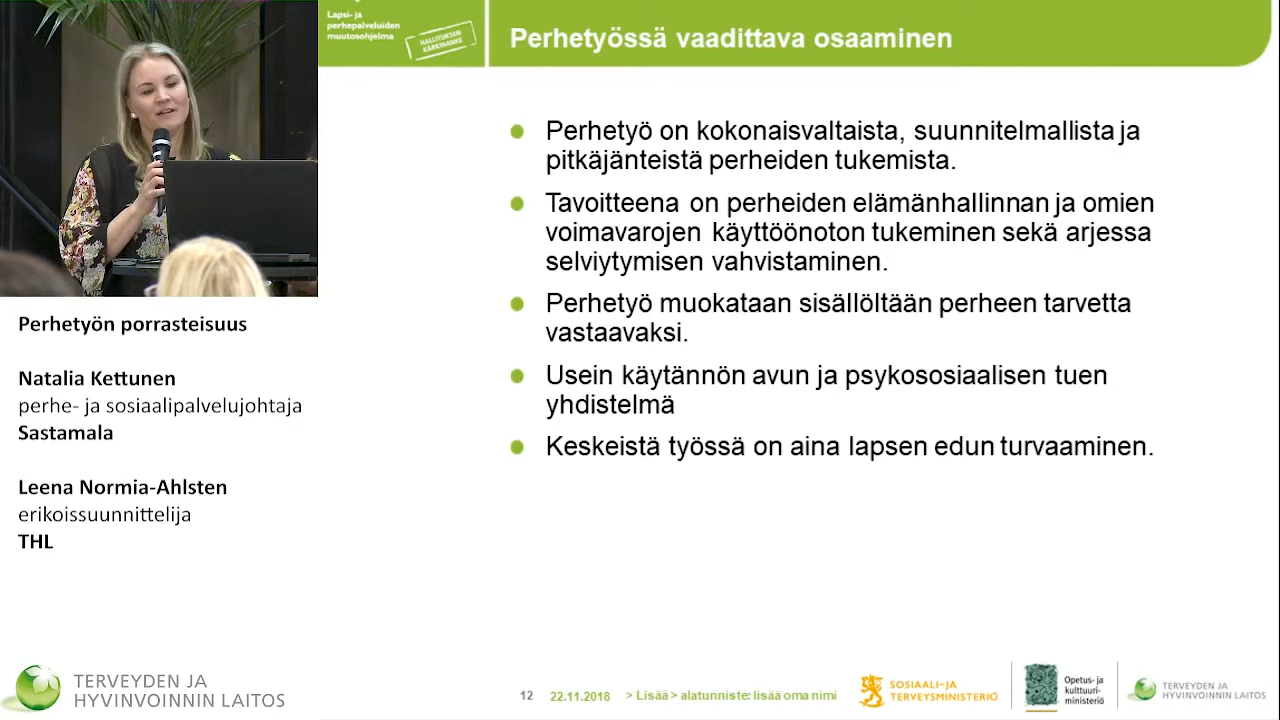 Lapsi- ja
perhepalveluiden
muutosohjelma
HALLITUKSEN
KÄRKIHANKE
Perhetyössä vaadittava osaaminen
Perhetyö on kokonaisvaltaista, suunnitelmallista ja
pitkäjänteistä perheiden tukemista.
Tavoitteena on perheiden elämänhallinnan ja omien
voimavarojen käyttöönoton tukeminen sekä arjessa
selviytymisen vahvistaminen.
Perhetyö muokataan sisällöltään perheen tarvetta
vastaavaksi.
Usein käytännön avun ja psykososiaalisen tuen
yhdistelmä
Keskeistä työssä on aina lapsen edun turvaaminen.
Perhetyön porrasteisuus
Natalia Kettunen
perhe- ja sosiaalipalvelujohtaja
Sastamala
Leena Normia-Ahlsten
erikoissuunnittelija
THL
TERVEYDEN JA
HYVINVOINNIN LAITOS
12 22.11.2018 > Lisää > alatunniste: lisää oma nimi
SOSIAALI- JA
TERVEYSMINISTERIÖ
Opetus- ja
kulttuuri-
ministeriö
TERVEYDEN JA
HYVINVOINNIN LAITOS